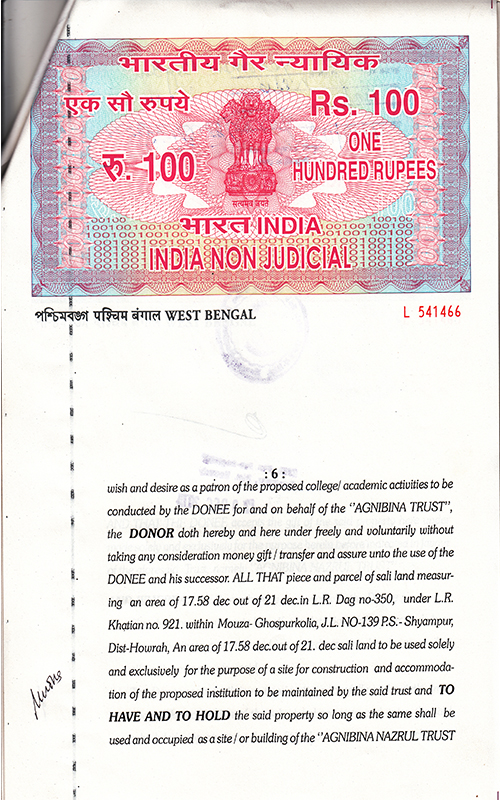 भारतीय गैर न्यायिक
एक सौ रुपये
Rs. 100
रु. 100
ONE
HUNDRED RUPEES
सत्यमेव जयते
भारत INDIA
INDIA NON JUDICIAL
পশ্চিমবঙ্গ पश्चिम बंगाल WEST BENGAL
L 541466
: 6 :
wish and desire as a patron of the proposed college/ academic activities to be
conducted by the DONEE for and on behalf of the ‘‘AGNIBINA TRUST’’,
the DONOR doth hereby and here under freely and voluntarily without
taking any consideration money gift / transfer and assure unto the use of the
DONEE and his successor. ALL THAT piece and parcel of sali land measur-
ing an area of 17.58 dec out of 21 dec.in L.R. Dag no-350, under L.R.
Khatian no. 921. within Mouza- Ghospurkolia, J.L. NO-139 P.S.- Shyampur,
Dist-Howrah, An area of 17.58 dec.out of 21. dec sali land to be used solely
and exclusively for the purpose of a site for construction and accommoda-
tion of the proposed institution to be maintained by the said trust and TO
HAVE AND TO HOLD the said property so long as the same shall be
used and occupied as a site / or building of the ‘‘AGNIBINA NAZRUL TRUST